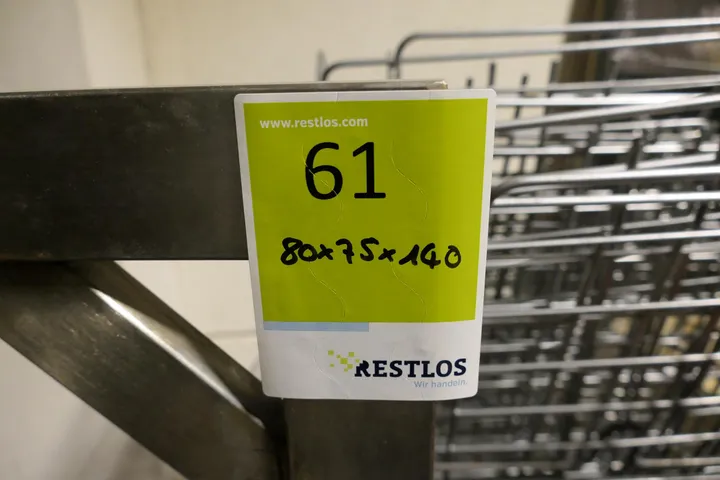 www.restlos.com
61
80x75x140
RESTLOS
Wir handeln.